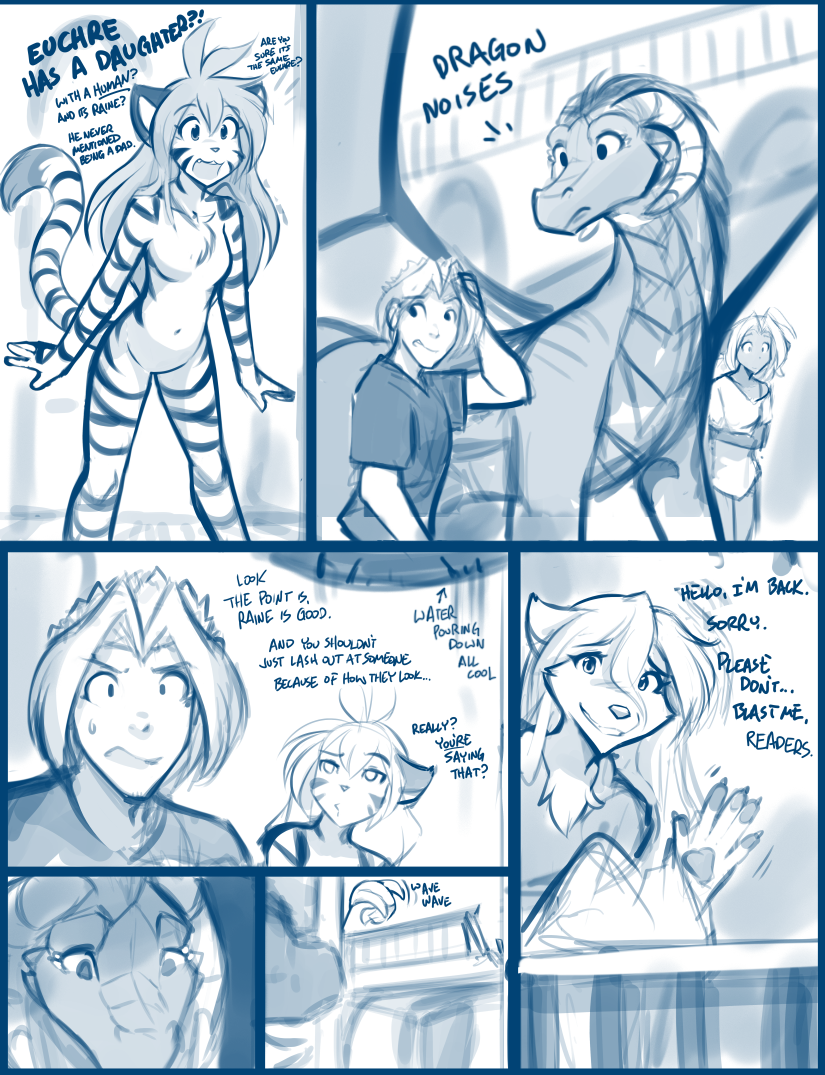 EUCHRE
HAS A DAUGHTER?!
WITH A HUMAN?
AND ITS RAINE?
HE NEVER
MENTIONED
BEING A DAD.
ARE YOU
SURE IT'S
THE SAME
EUCHRE?
DRAGON
NOISES
LOOK
THE POINT IS,
RAINE IS GOOD.
AND YOU SHOULDN'T
JUST LASH OUT AT SOMEONE
BECAUSE OF HOW THEY LOOK...
WATER
POURING
DOWN
ALL
COOL
REALLY?
YOU'RE
SAYING
THAT?
HELLO, I'M BACK.
SORRY..
PLEASE
DON'T...
BLAST ME,
READERS.
WAVE
WAVE